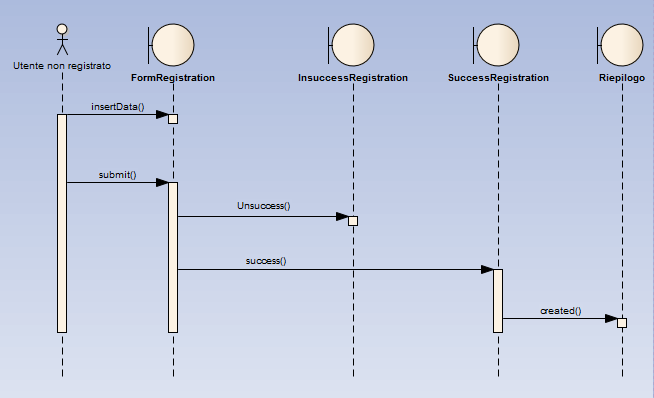 Utente non registrato
FormRegistration
InsuccessRegistration
SuccessRegistration
Riepilogo
insertData()
submit()
Unsuccess()
success()
created()